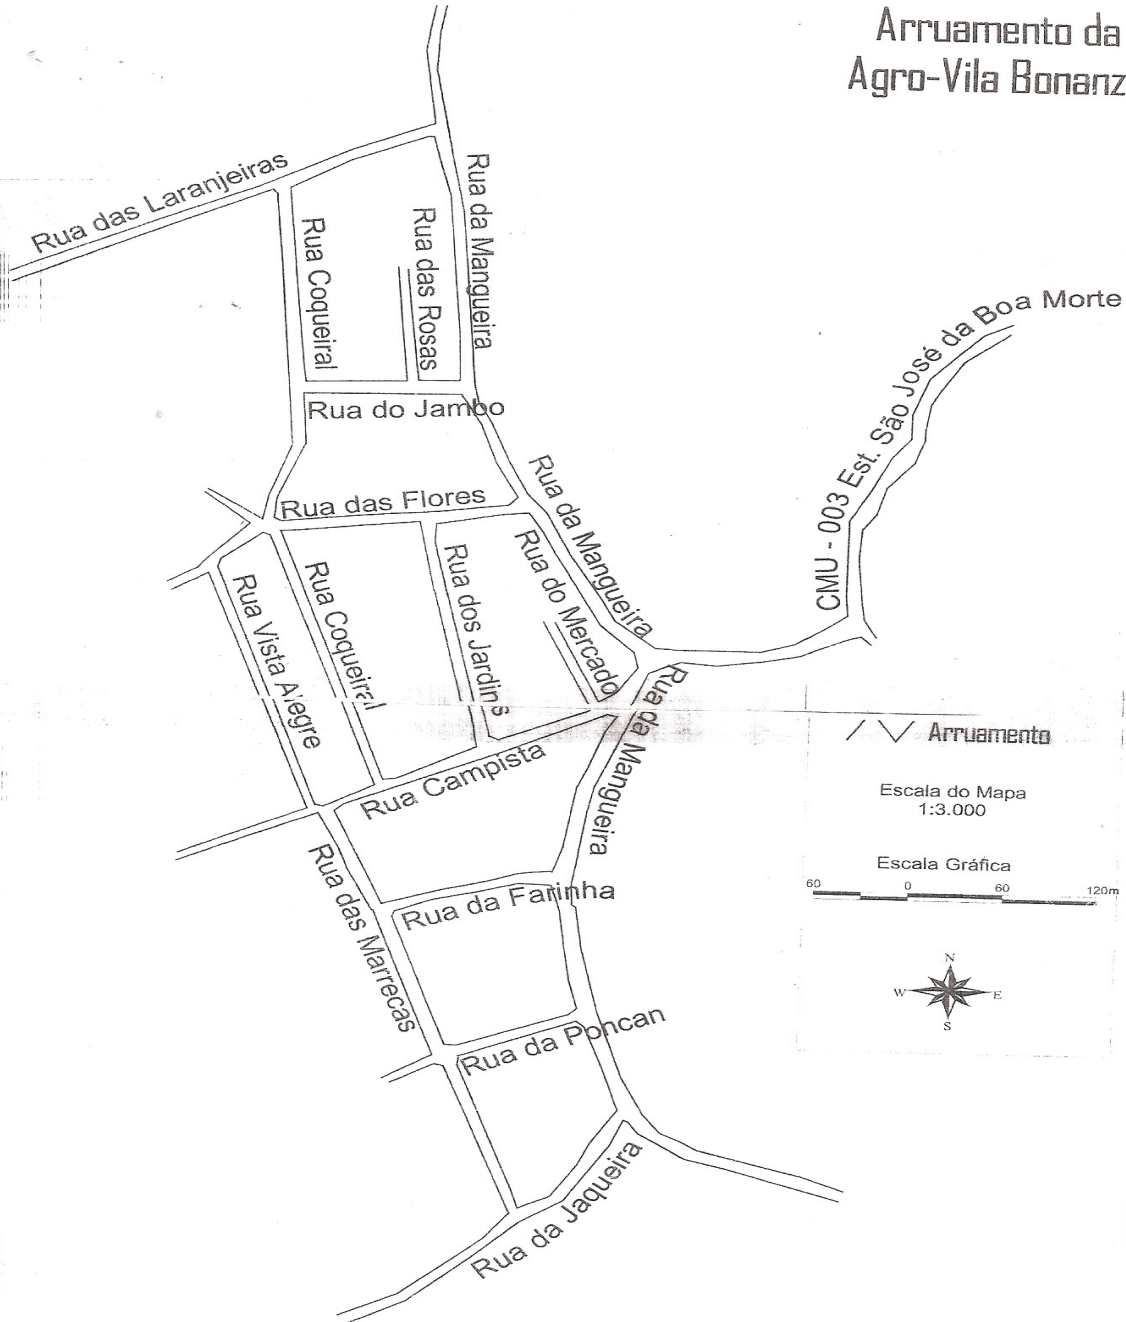 Arruamento da
Agro-Vila Bonanz
Rua das Laranjeiras
Rua da Mangueira
Rua Coqueiral
Rua das Rosas
Rua do Jambo
CMU - 003 Est. São José da Boa Morte
Rua das Flores
Rua da Mangueira
Rua do Mercado
Rua dos Jardins
Rua Coqueiral
Rua Vista Alegre
Rua da Mangueira
Rua Campista
Arruamento
Escala do Mapa
1:3.000
Escala Gráfica
60 0 60 120m
Rua da Farinha
Rua das Marrecas
N
W E
S
Rua da Poncan
Rua da Jaqueira